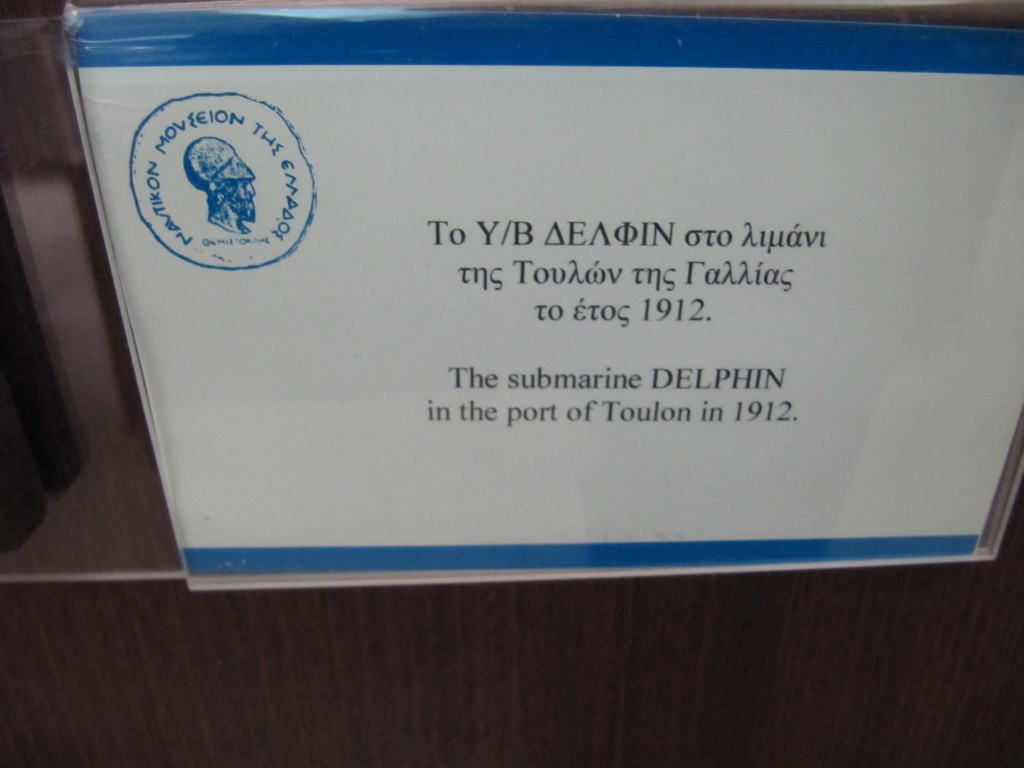 ΝΑΥΤΙΚΟΝ ΜΟΥΣΕΙΟΝ ΤΗΣ ΕΛΛΑΔΟΣ
ΘΕΜΙΣΤΟΚΛΗΣ
Το Υ/Β ΔΕΛΦΙΝ στο λιμάνι
της Τουλών της Γαλλίας
το έτος 1912.
The submarine DELPHIN
in the port of Toulon in 1912.